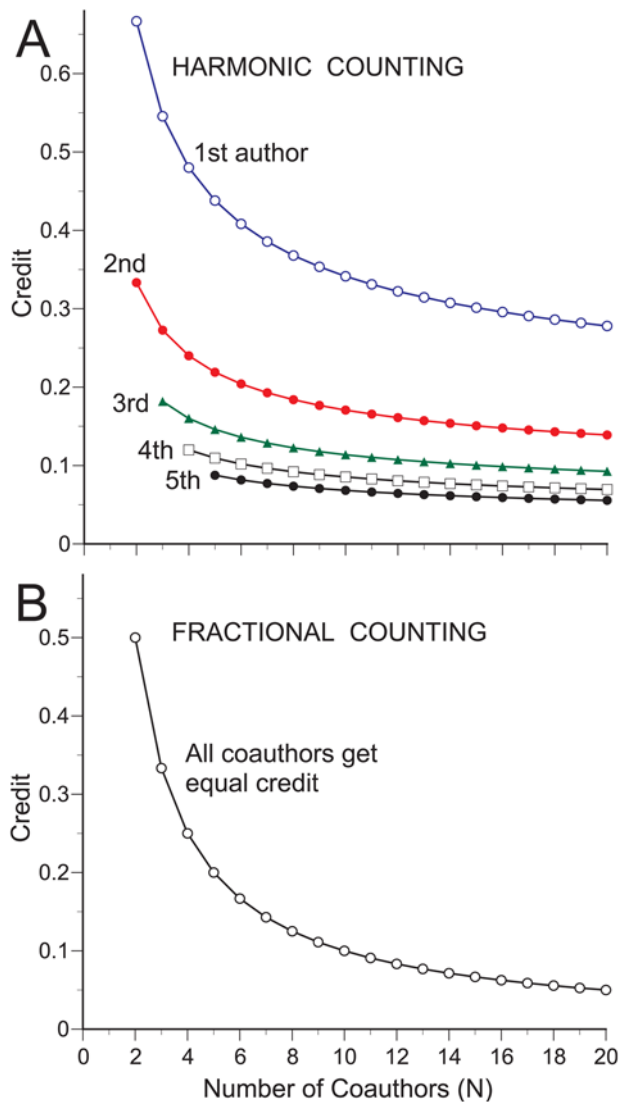 A
HARMONIC COUNTING
0.6
0.5
0.4
0.3
0.2
0.1
0
Credit
1st author
2nd
3rd
4th
5th
B
FRACTIONAL COUNTING
0.5
0.4
0.3
0.2
0.1
0
Credit
All coauthors get
equal credit
0 2 4 6 8 10 12 14 16 18 20
Number of Coauthors (N)